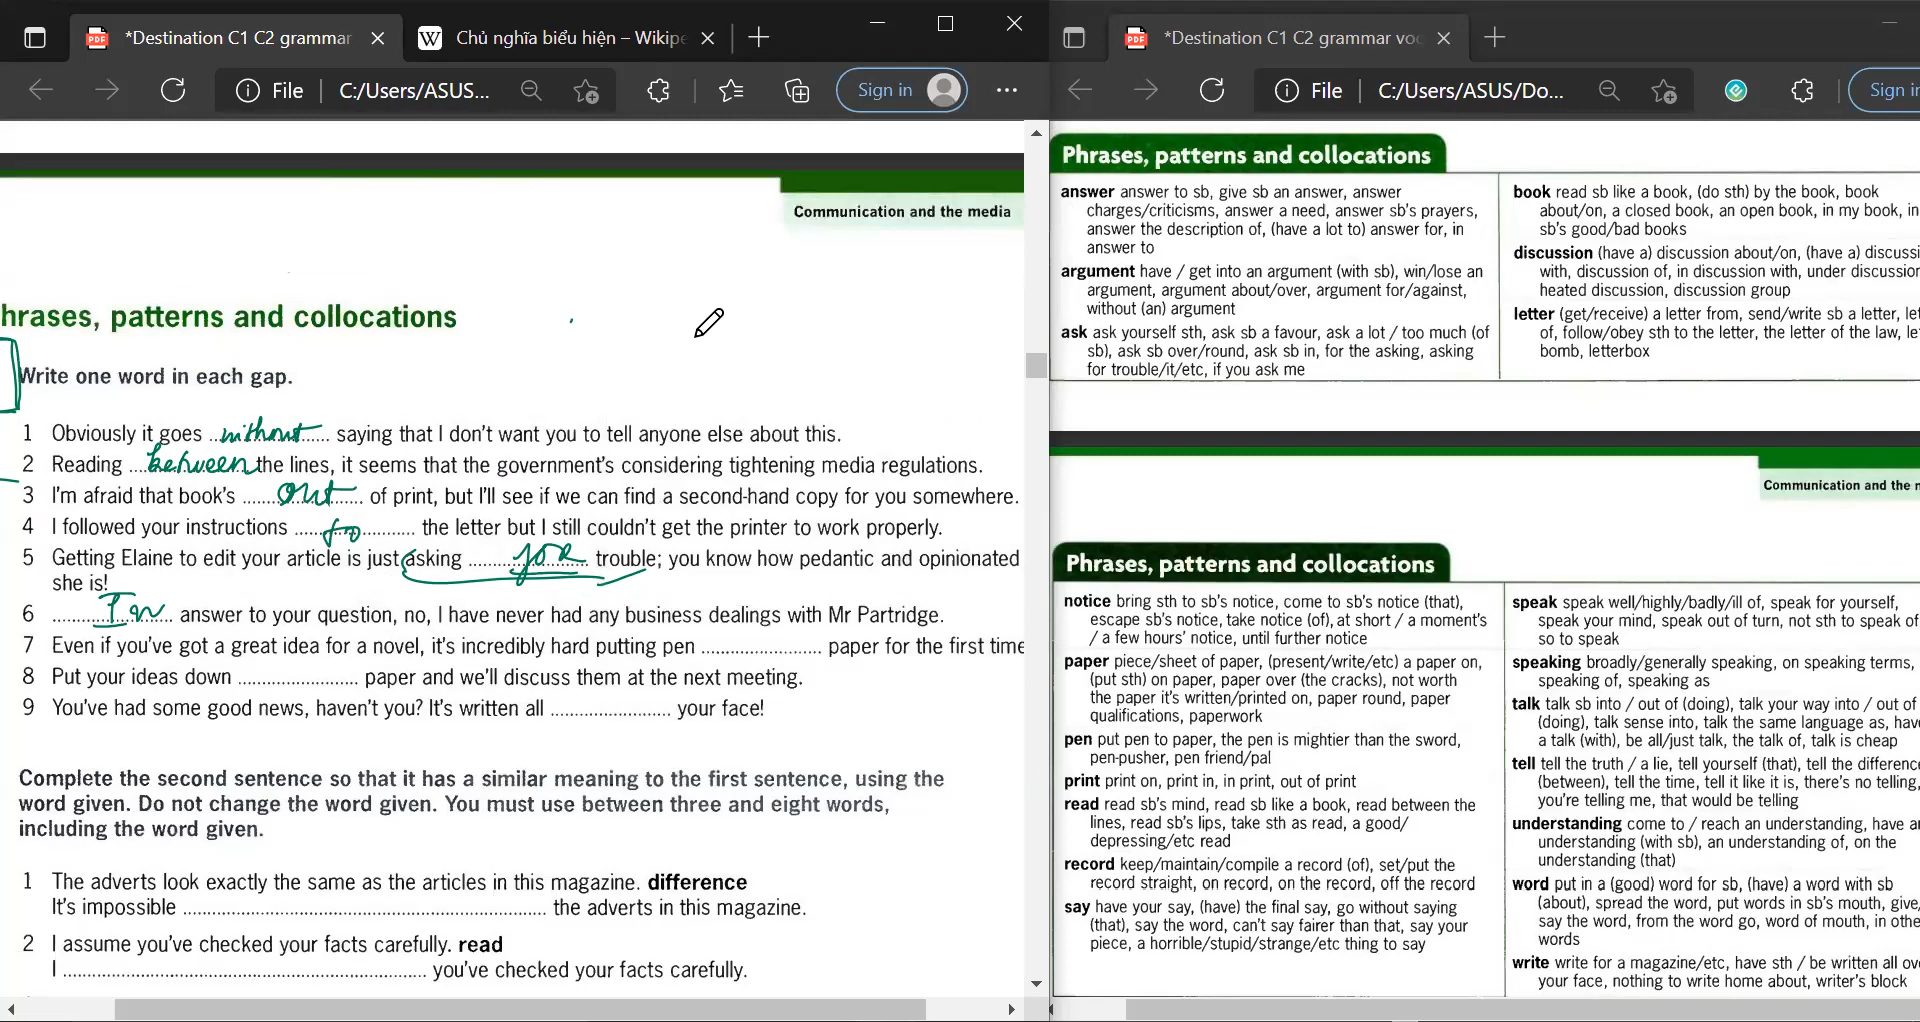 *Destination C1 C2 grammar
Chủ nghĩa biểu hiện – Wikipe
*Destination C1 C2 grammar voc
File
C:/Users/ASUS...
Sign in
File
C:/Users/ASUS/Do...
Sign in
Communication and the media
hrases, patterns and collocations
Write one word in each gap.
1 Obviously it goes ...without... saying that I don't want you to tell anyone else about this.
2 Reading ...between the lines, it seems that the government's considering tightening media regulations.
3 I'm afraid that book's ...out... of print, but I'll see if we can find a second-hand copy for you somewhere.
4 I followed your instructions ...to... the letter but I still couldn't get the printer to work properly.
5 Getting Elaine to edit your article is just asking ...for... trouble; you know how pedantic and opinionated
she is!
6 ...In... answer to your question, no, I have never had any business dealings with Mr Partridge.
7 Even if you've got a great idea for a novel, it's incredibly hard putting pen ........................ paper for the first time
8 Put your ideas down ........................ paper and we'll discuss them at the next meeting.
9 You've had some good news, haven't you? It's written all ........................ your face!
Complete the second sentence so that it has a similar meaning to the first sentence, using the
word given. Do not change the word given. You must use between three and eight words,
including the word given.
1 The adverts look exactly the same as the articles in this magazine. difference
It's impossible ........................................................................ the adverts in this magazine.
2 I assume you've checked your facts carefully. read
I ........................................................................ you've checked your facts carefully.
Phrases, patterns and collocations
answer answer to sb, give sb an answer, answer
charges/criticisms, answer a need, answer sb's prayers,
answer the description of, (have a lot to) answer for, in
answer to
argument have / get into an argument (with sb), win/lose an
argument, argument about/over, argument for/against,
without (an) argument
ask ask yourself sth, ask sb a favour, ask a lot / too much (of
sb), ask sb over/round, ask sb in, for the asking, asking
for trouble/it/etc, if you ask me
book read sb like a book, (do sth) by the book, book
about/on, a closed book, an open book, in my book, in
sb's good/bad books
discussion (have a) discussion about/on, (have a) discussi
with, discussion of, in discussion with, under discussion
heated discussion, discussion group
letter (get/receive) a letter from, send/write sb a letter, let
of, follow/obey sth to the letter, the letter of the law, le
bomb, letterbox
Communication and the m
Phrases, patterns and collocations
notice bring sth to sb's notice, come to sb's notice (that),
escape sb's notice, take notice (of), at short / a moment's
/ a few hours' notice, until further notice
paper piece/sheet of paper, (present/write/etc) a paper on,
(put sth) on paper, paper over (the cracks), not worth
the paper it's written/printed on, paper round, paper
qualifications, paperwork
pen put pen to paper, the pen is mightier than the sword,
pen-pusher, pen friend/pal
print print on, print in, in print, out of print
read read sb's mind, read sb like a book, read between the
lines, read sb's lips, take sth as read, a good/
depressing/etc read
record keep/maintain/compile a record (of), set/put the
record straight, on record, on the record, off the record
say have your say, (have) the final say, go without saying
(that), say the word, can't say fairer than that, say your
piece, a horrible/stupid/strange/etc thing to say
speak speak well/highly/badly/ill of, speak for yourself,
speak your mind, speak out of turn, not sth to speak of
so to speak
speaking broadly/generally speaking, on speaking terms,
speaking of, speaking as
talk talk sb into / out of (doing), talk your way into / out of
(doing), talk sense into, talk the same language as, hav
a talk (with), be all/just talk, the talk of, talk is cheap
tell tell the truth / a lie, tell yourself (that), tell the difference
(between), tell the time, tell it like it is, there's no telling,
you're telling me, that would be telling
understanding come to / reach an understanding, have an
understanding (with sb), an understanding of, on the
understanding (that)
word put in a (good) word for sb, (have) a word with sb
(about), spread the word, put words in sb's mouth, give/
say the word, from the word go, word of mouth, in othe
words
write write for a magazine/etc, have sth / be written all ov
your face, nothing to write home about, writer's block